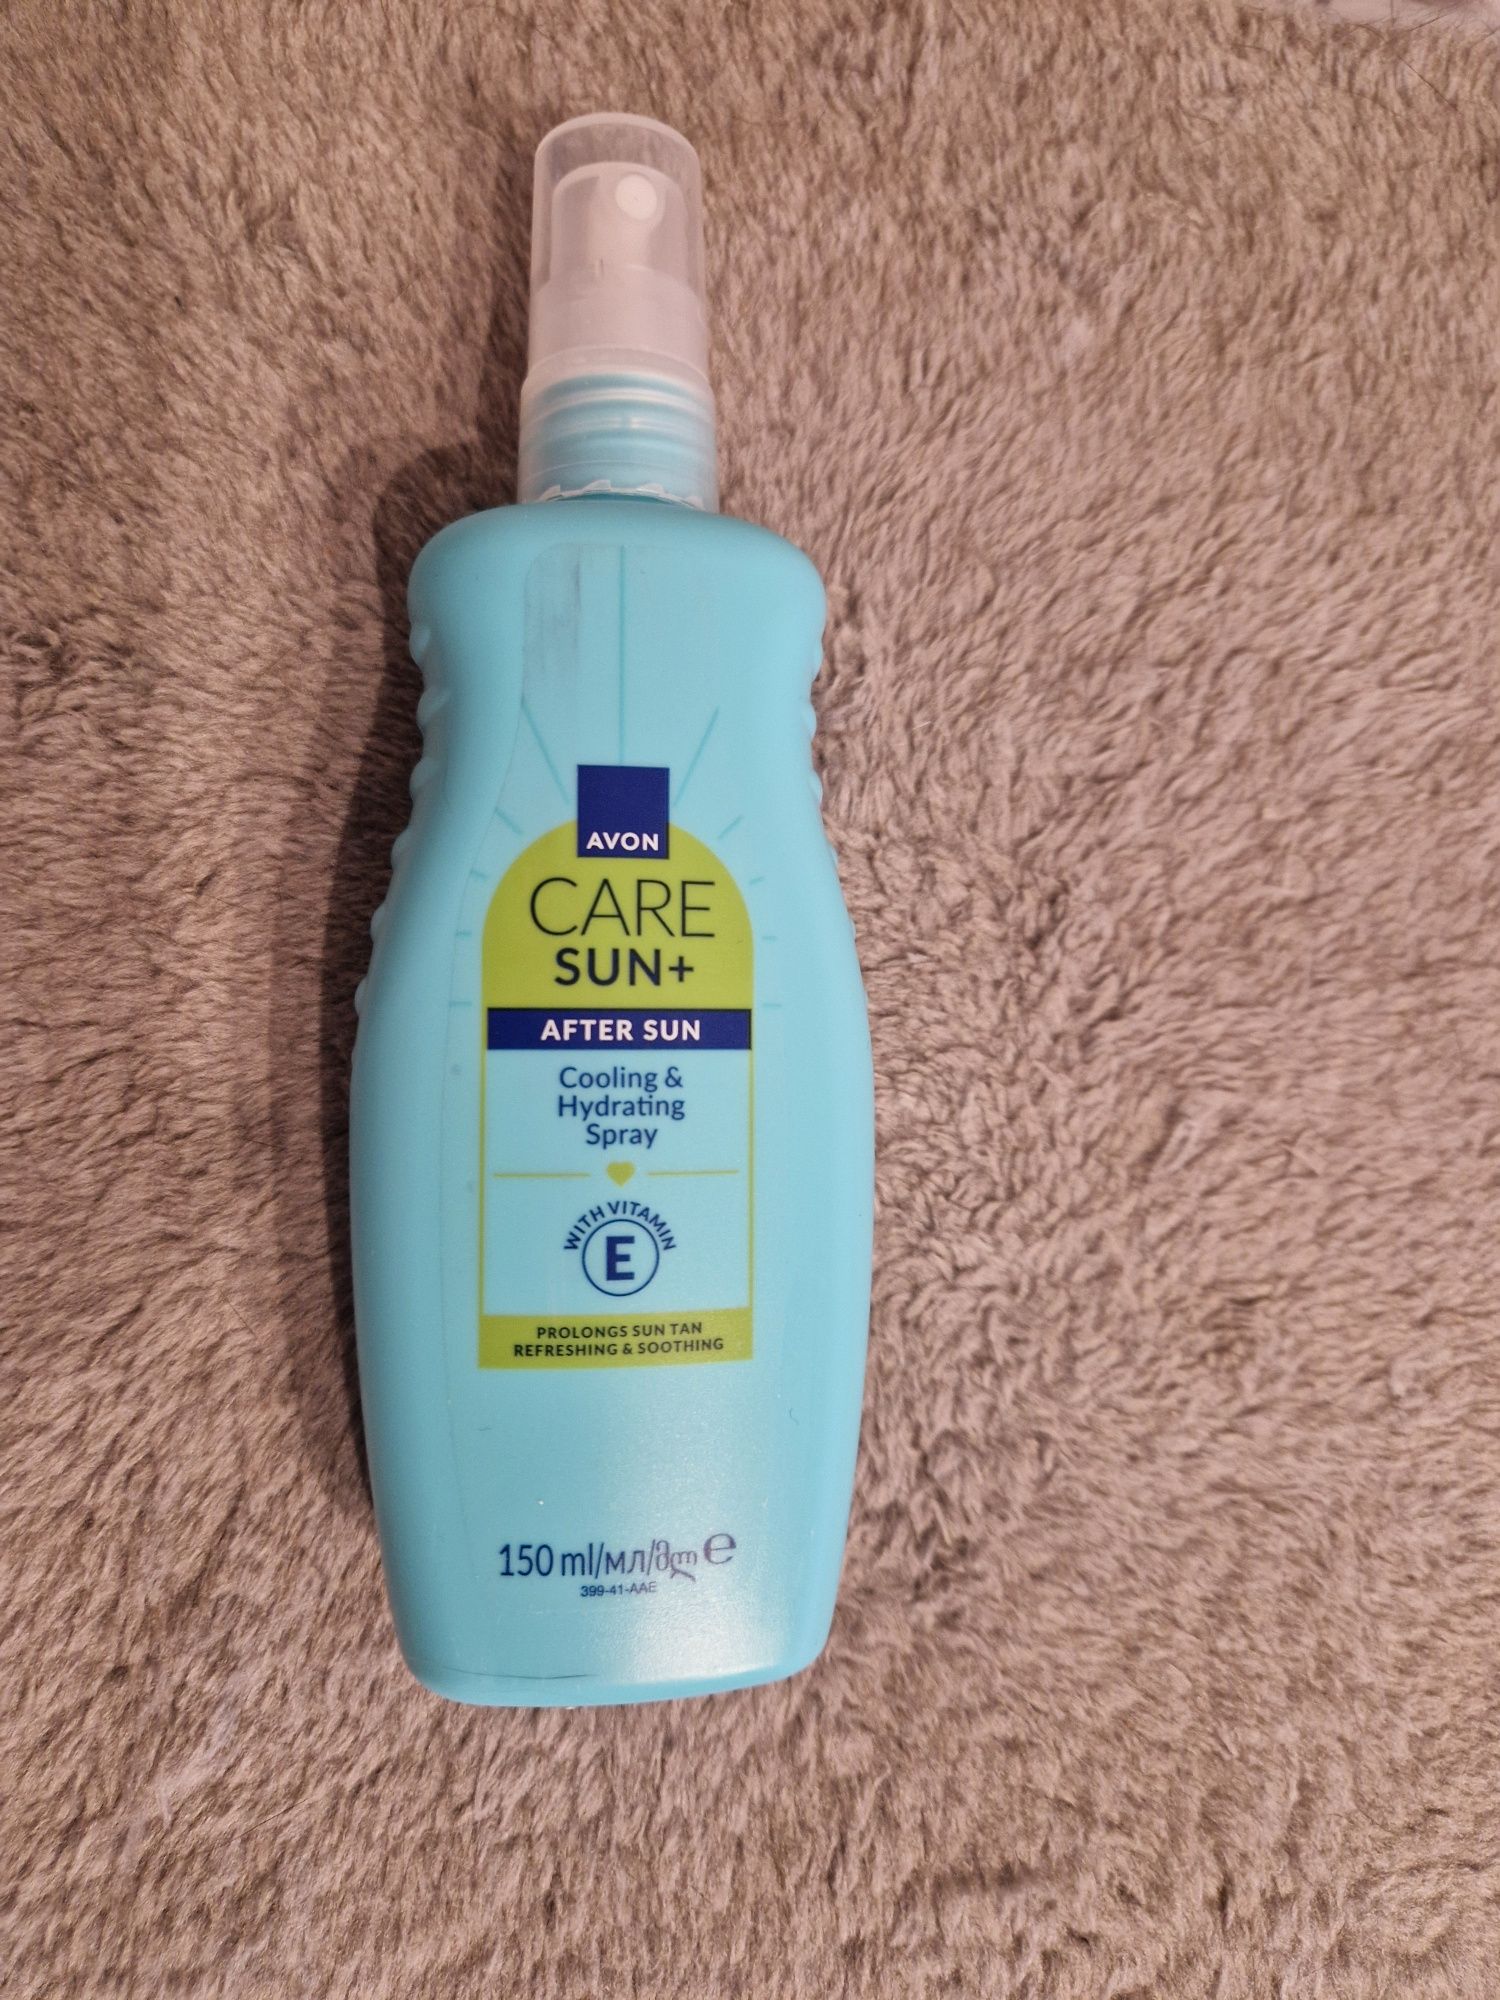 AVON
CARE
SUN+
AFTER SUN
Cooling &
Hydrating
Spray
WITH VITAMIN
E
PROLONGS SUN TAN
REFRESHING & SOOTHING
150 ml/мл/მლ e
399-41-AAE